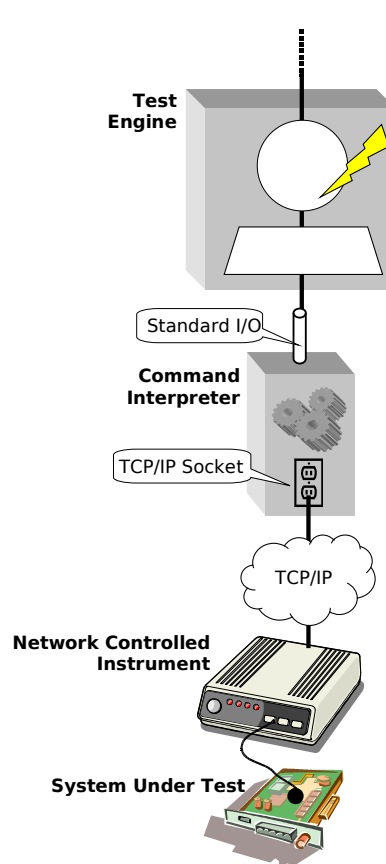 Test
Engine
Standard I/O
Command
Interpreter
TCP/IP Socket
TCP/IP
Network Controlled
Instrument
System Under Test